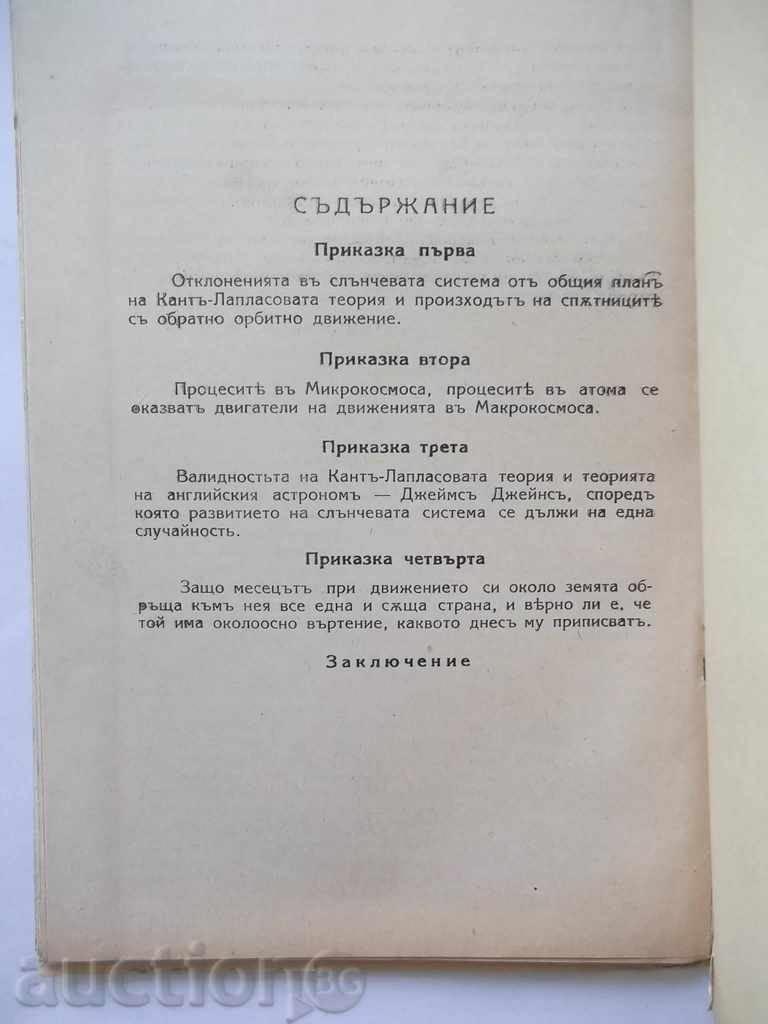 СЪДЪРЖАНИЕ
Приказка първа
Отклоненията въ слънчевата система отъ общия планъ
на Кантъ-Лапласовата теория и произходътъ на спѫтницитѣ
съ обратно орбитно движение.
Приказка втора
Процеситѣ въ Микрокосмоса, процеситѣ въ атома се
оказватъ двигатели на движенията въ Макрокосмоса.
Приказка трета
Валидностьта на Кантъ-Лапласовата теория и теорията
на английския астрономъ — Джеймсъ Джейнсъ, споредъ
която развитието на слънчевата система се дължи на една
случайность.
Приказка четвърта
Защо месецътъ при движението си около земята об-
ръща къмъ нея все една и сѫща страна, и вѣрно ли е, че
той има околоосно въртение, каквото днесъ му приписватъ.
Заключение
auctionBG